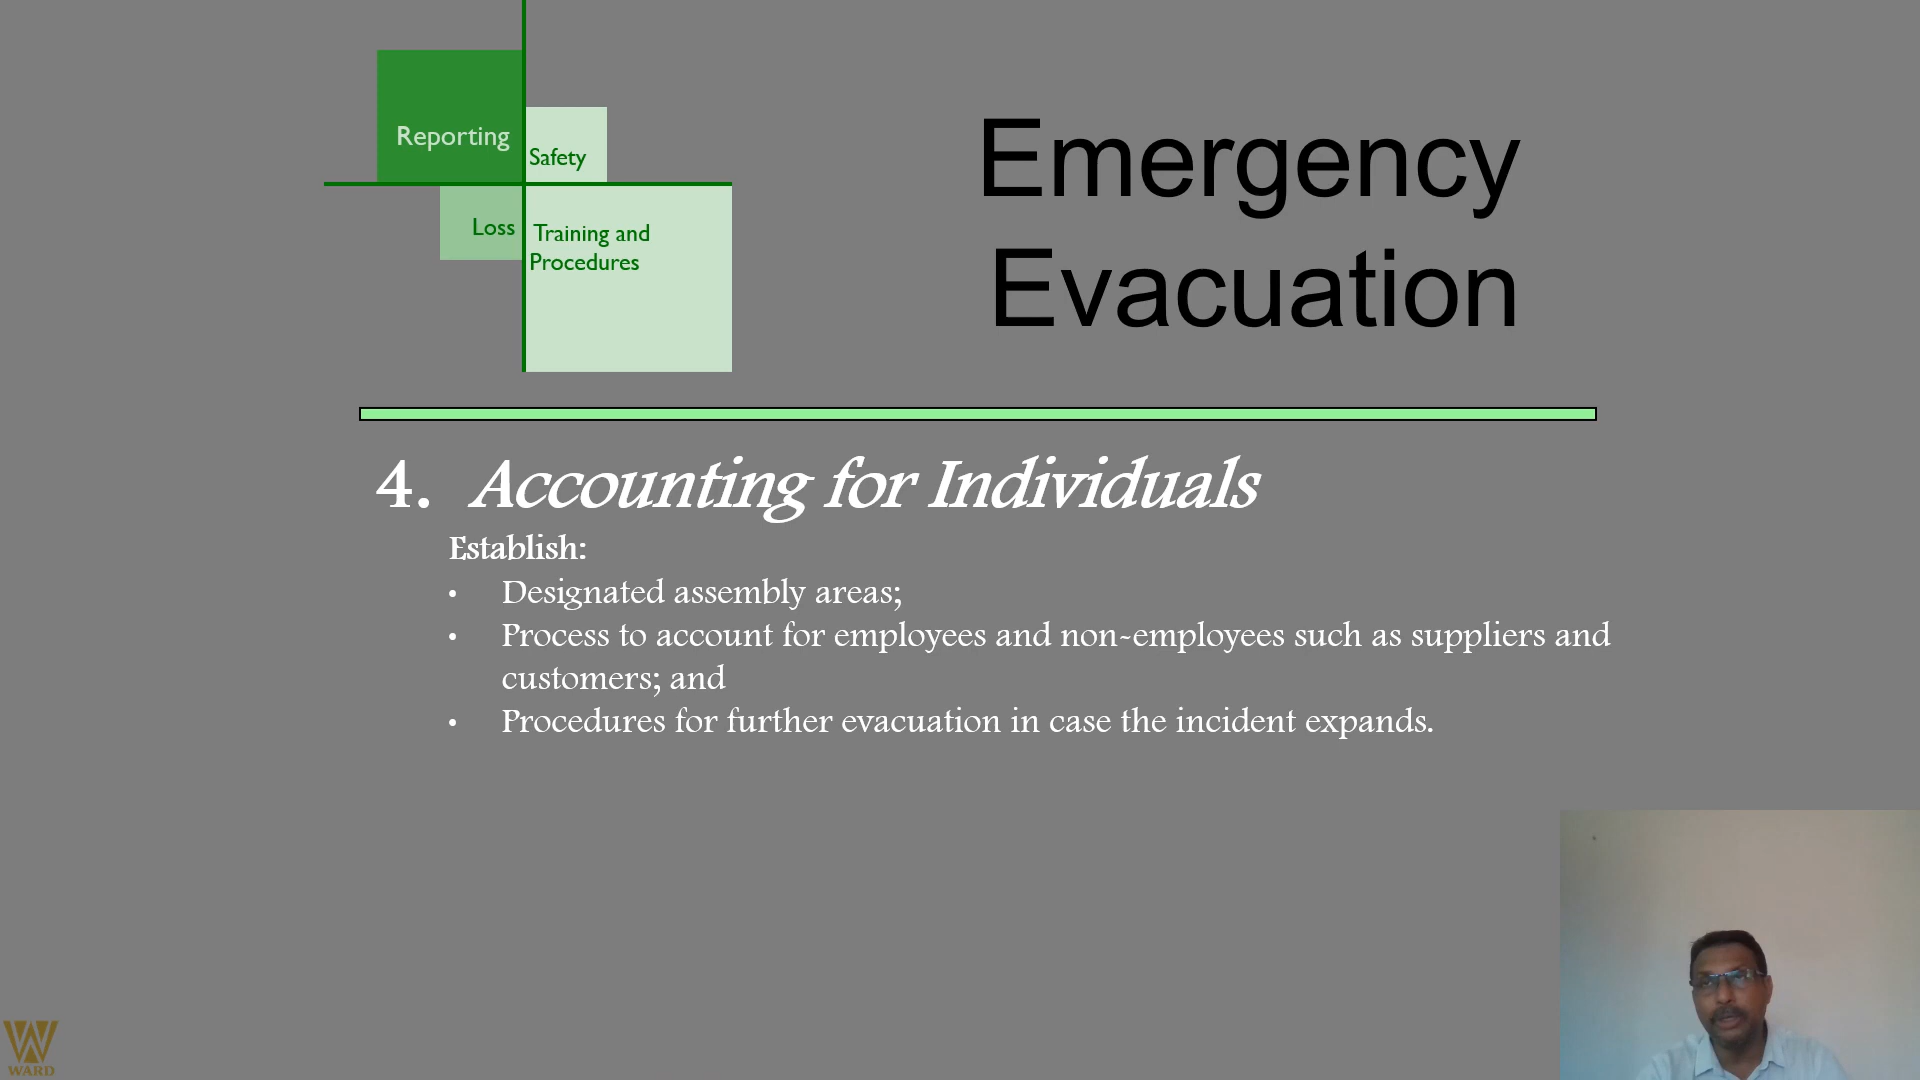 Reporting
Safety
Loss
Training and
Procedures
Emergency
Evacuation
4. Accounting for Individuals
Establish:
• Designated assembly areas;
• Process to account for employees and non-employees such as suppliers and
customers; and
• Procedures for further evacuation in case the incident expands.
WARD